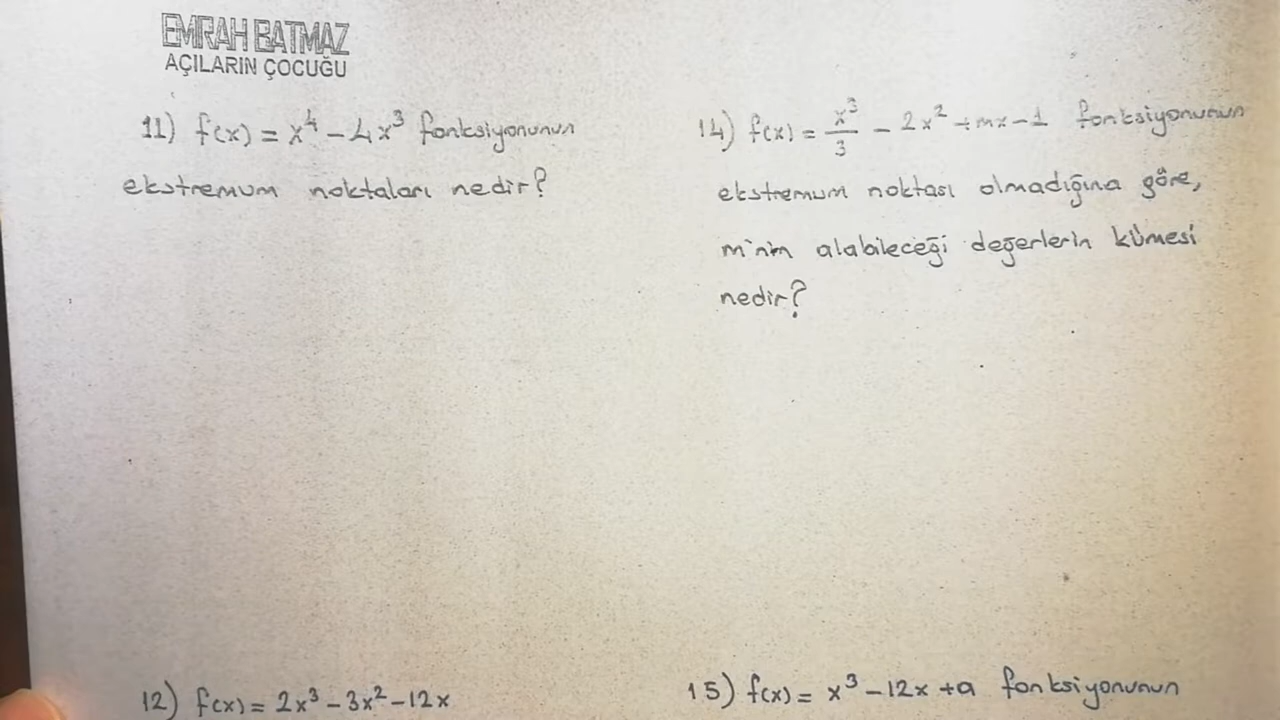 EMRAH BATMAZ
AÇILARIN ÇOCUĞU
11) f(x) = x⁴ - 4x³ fonksiyonunun
ekstremum noktaları nedir?
12) f(x) = 2x³ - 3x² - 12x
14) f(x) = x³/3 - 2x² + mx - 1 fonksiyonunun
ekstremum noktası olmadığına göre,
m'nin alabileceği değerlerin kümesi
nedir?
15) f(x) = x³ - 12x + a fonksiyonunun